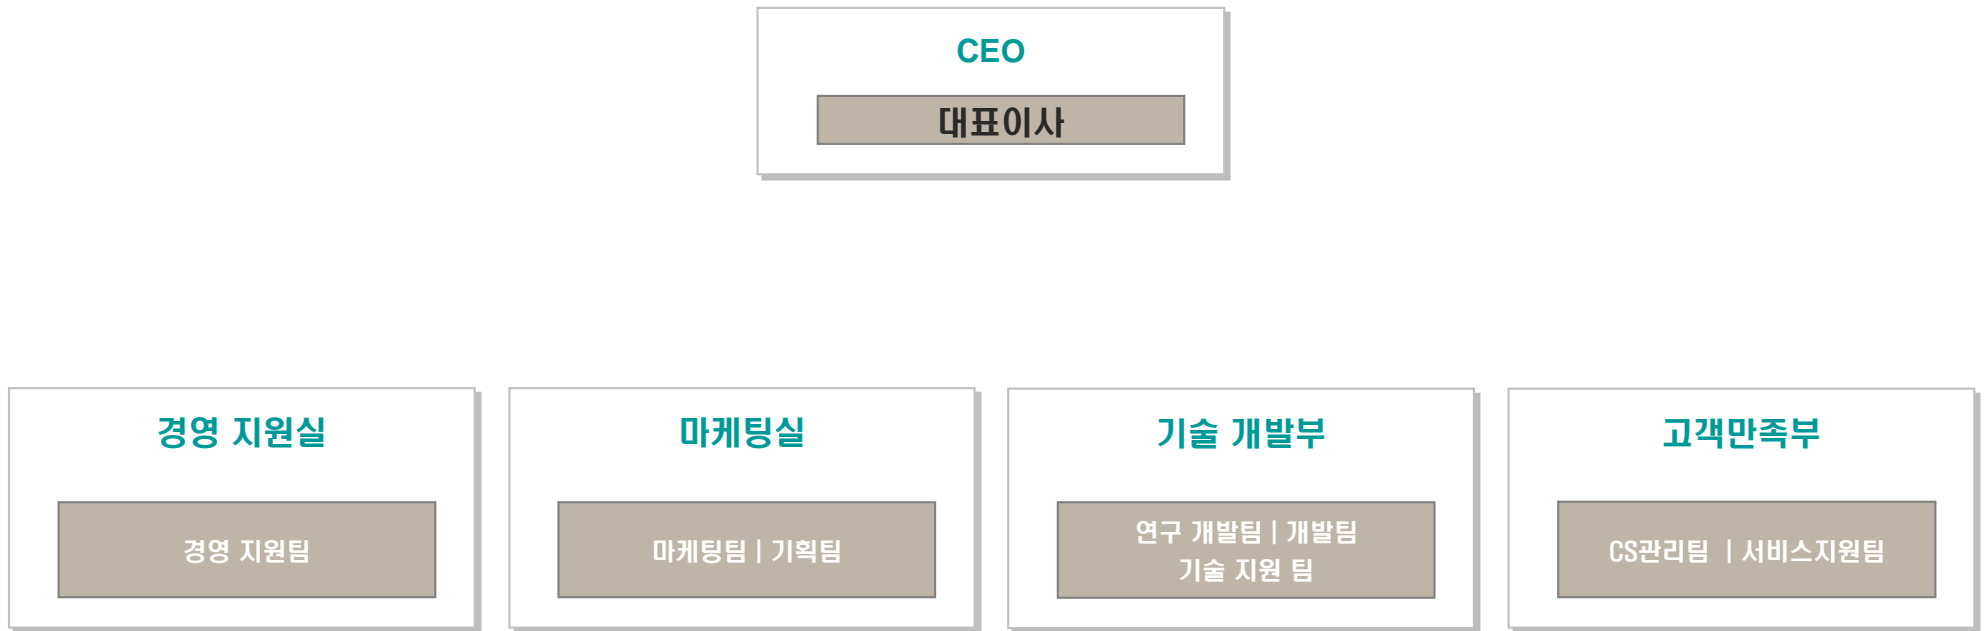 CEO
대표이사
경영 지원실
경영 지원팀
마케팅실
마케팅팀 | 기획팀
기술 개발부
연구 개발팀 | 개발팀
기술 지원 팀
고객만족부
CS관리팀 | 서비스지원팀